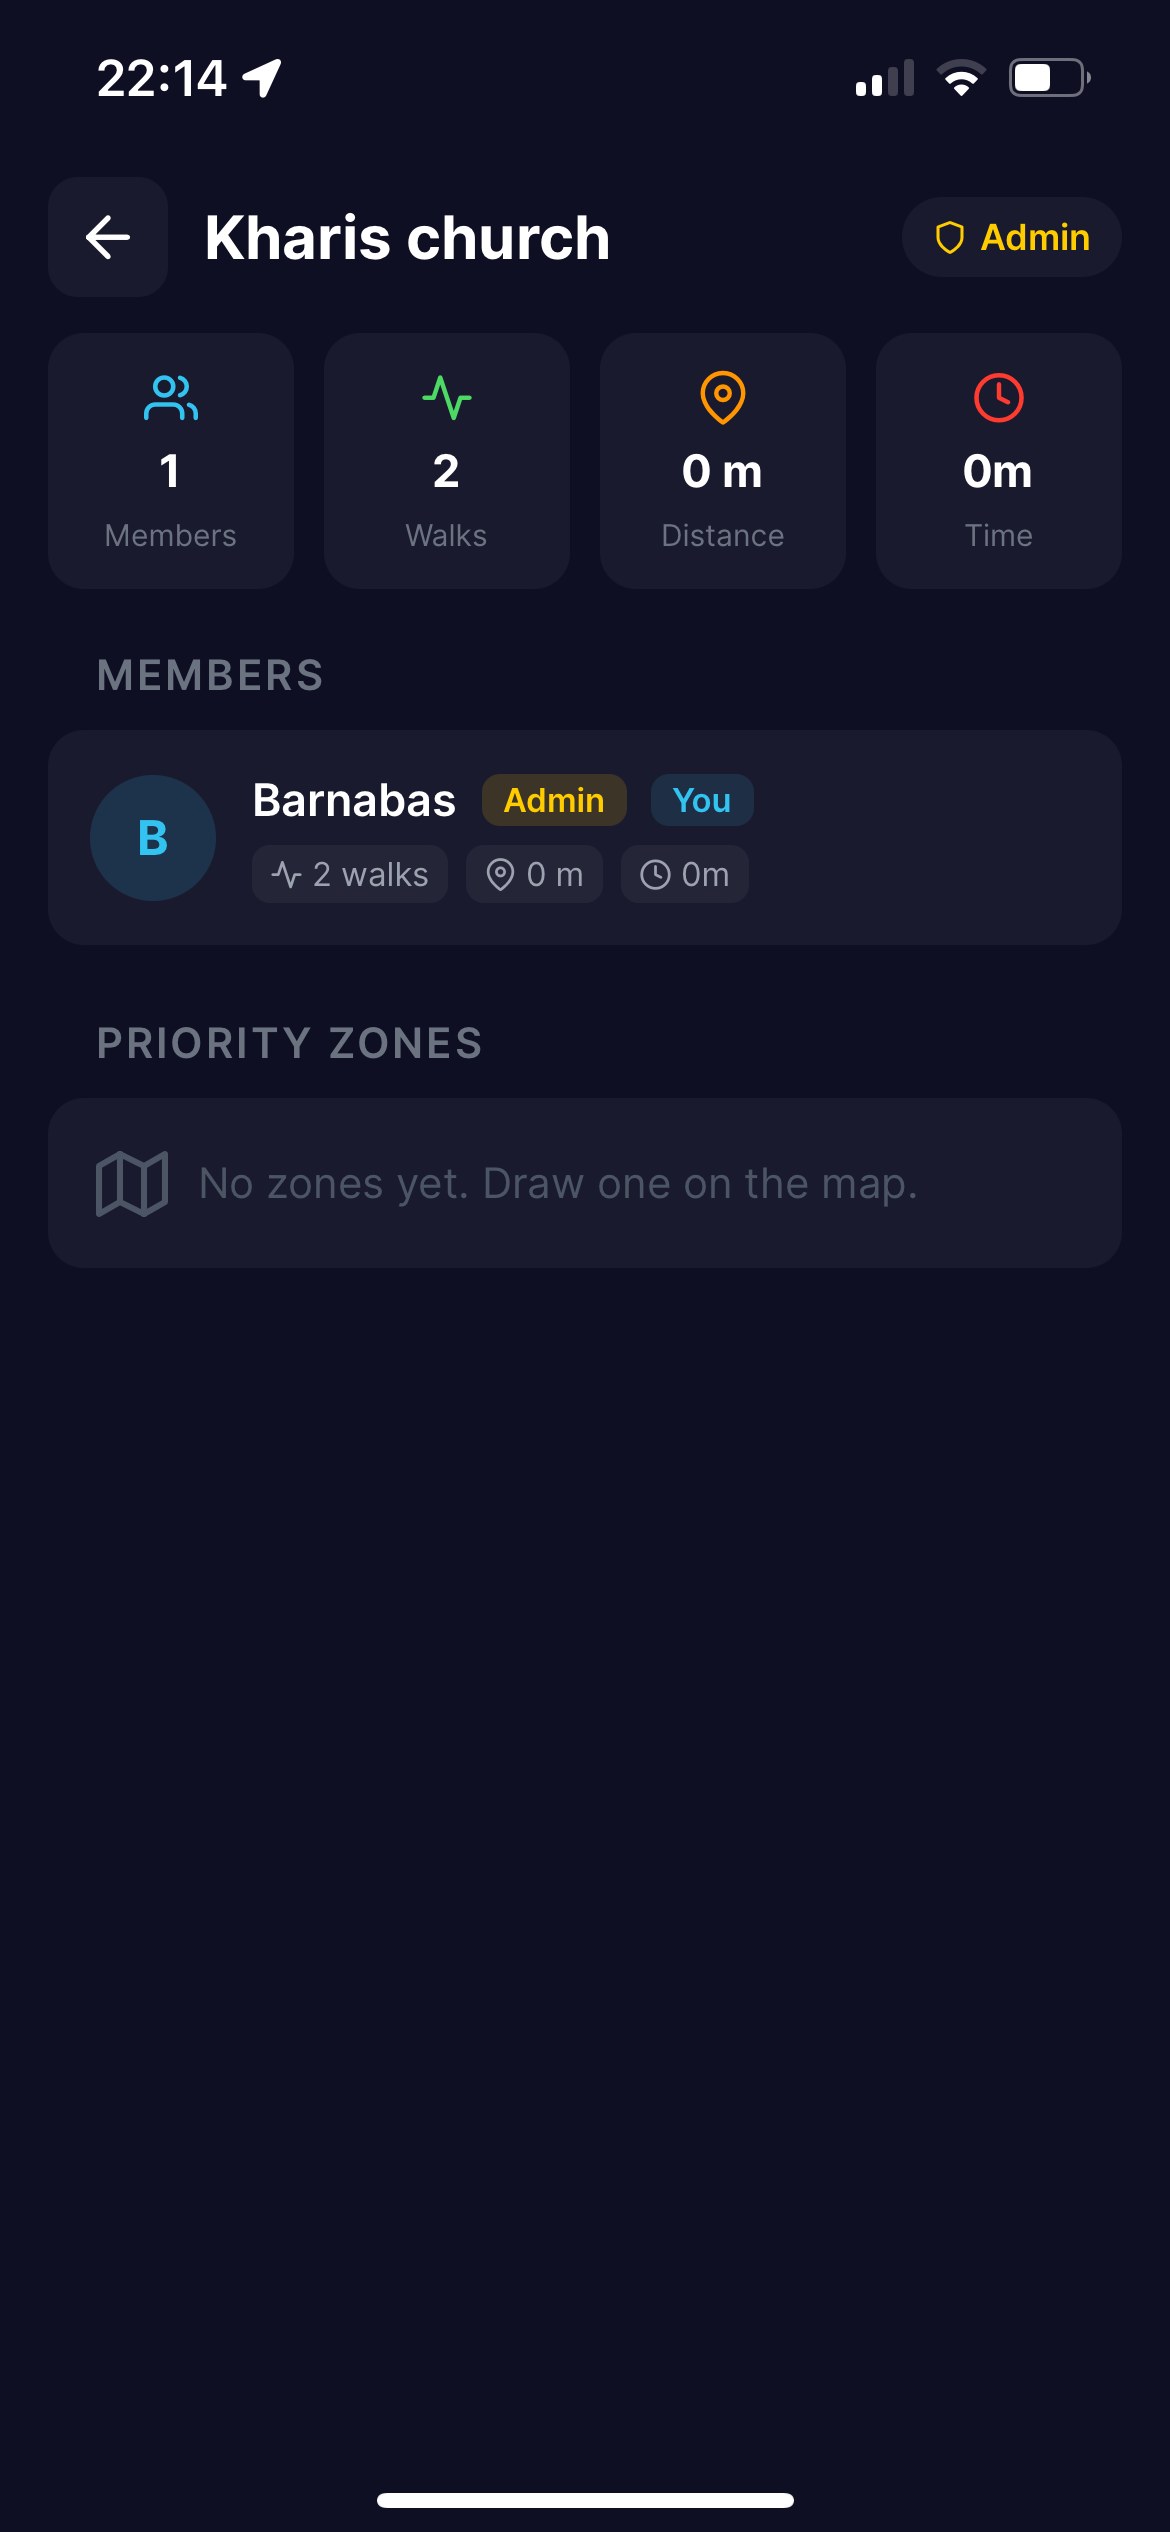 22:14
Kharis church
Admin
1
Members
2
Walks
0 m
Distance
0m
Time
MEMBERS
B
Barnabas Admin You
2 walks 0 m 0m
PRIORITY ZONES
No zones yet. Draw one on the map.